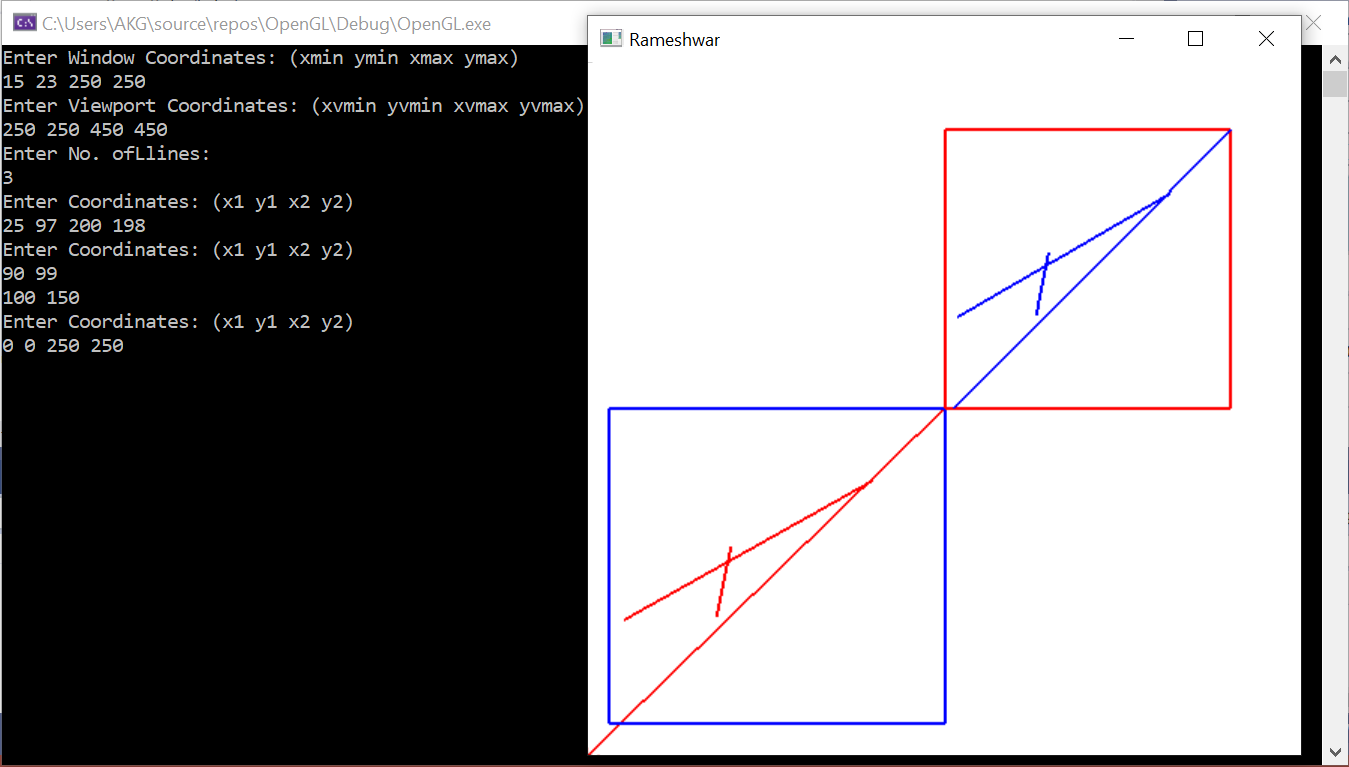 C:\Users\AKG\source\repos\OpenGL\Debug\OpenGL.exe
Rameshwar
Enter Window Coordinates: (xmin ymin xmax ymax)
15 23 250 250
Enter Viewport Coordinates: (xvmin yvmin xvmax yvmax)
250 250 450 450
Enter No. ofLlines:
3
Enter Coordinates: (x1 y1 x2 y2)
25 97 200 198
Enter Coordinates: (x1 y1 x2 y2)
90 99
100 150
Enter Coordinates: (x1 y1 x2 y2)
0 0 250 250